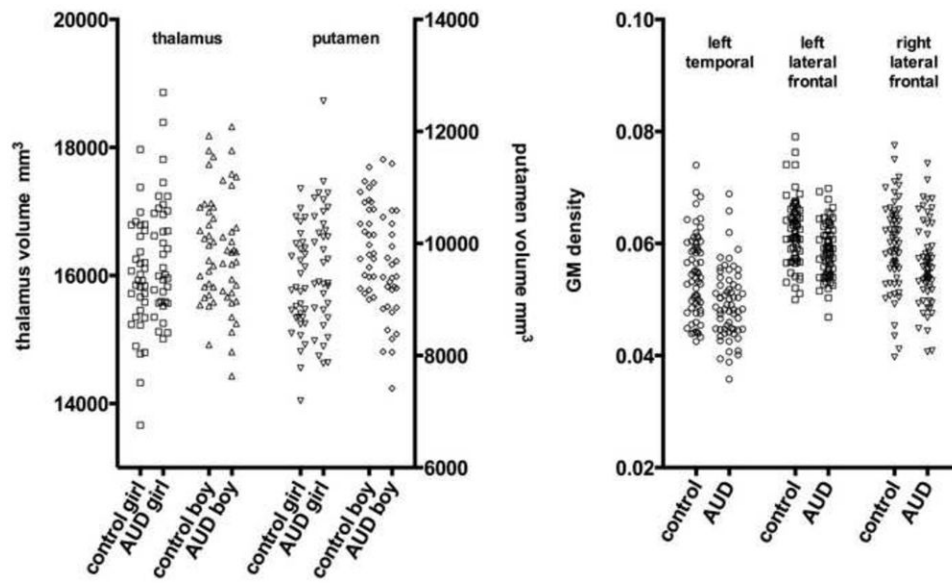 20000
18000
16000
14000
thalamus volume mm3
thalamus
putamen
14000
12000
10000
8000
6000
putamen volume mm3
control girl
AUD girl
control boy
AUD boy
control girl
AUD girl
control boy
AUD boy
0.10
0.08
0.06
0.04
0.02
GM density
left
temporal
left
lateral
frontal
right
lateral
frontal
control
AUD
control
AUD
control
AUD